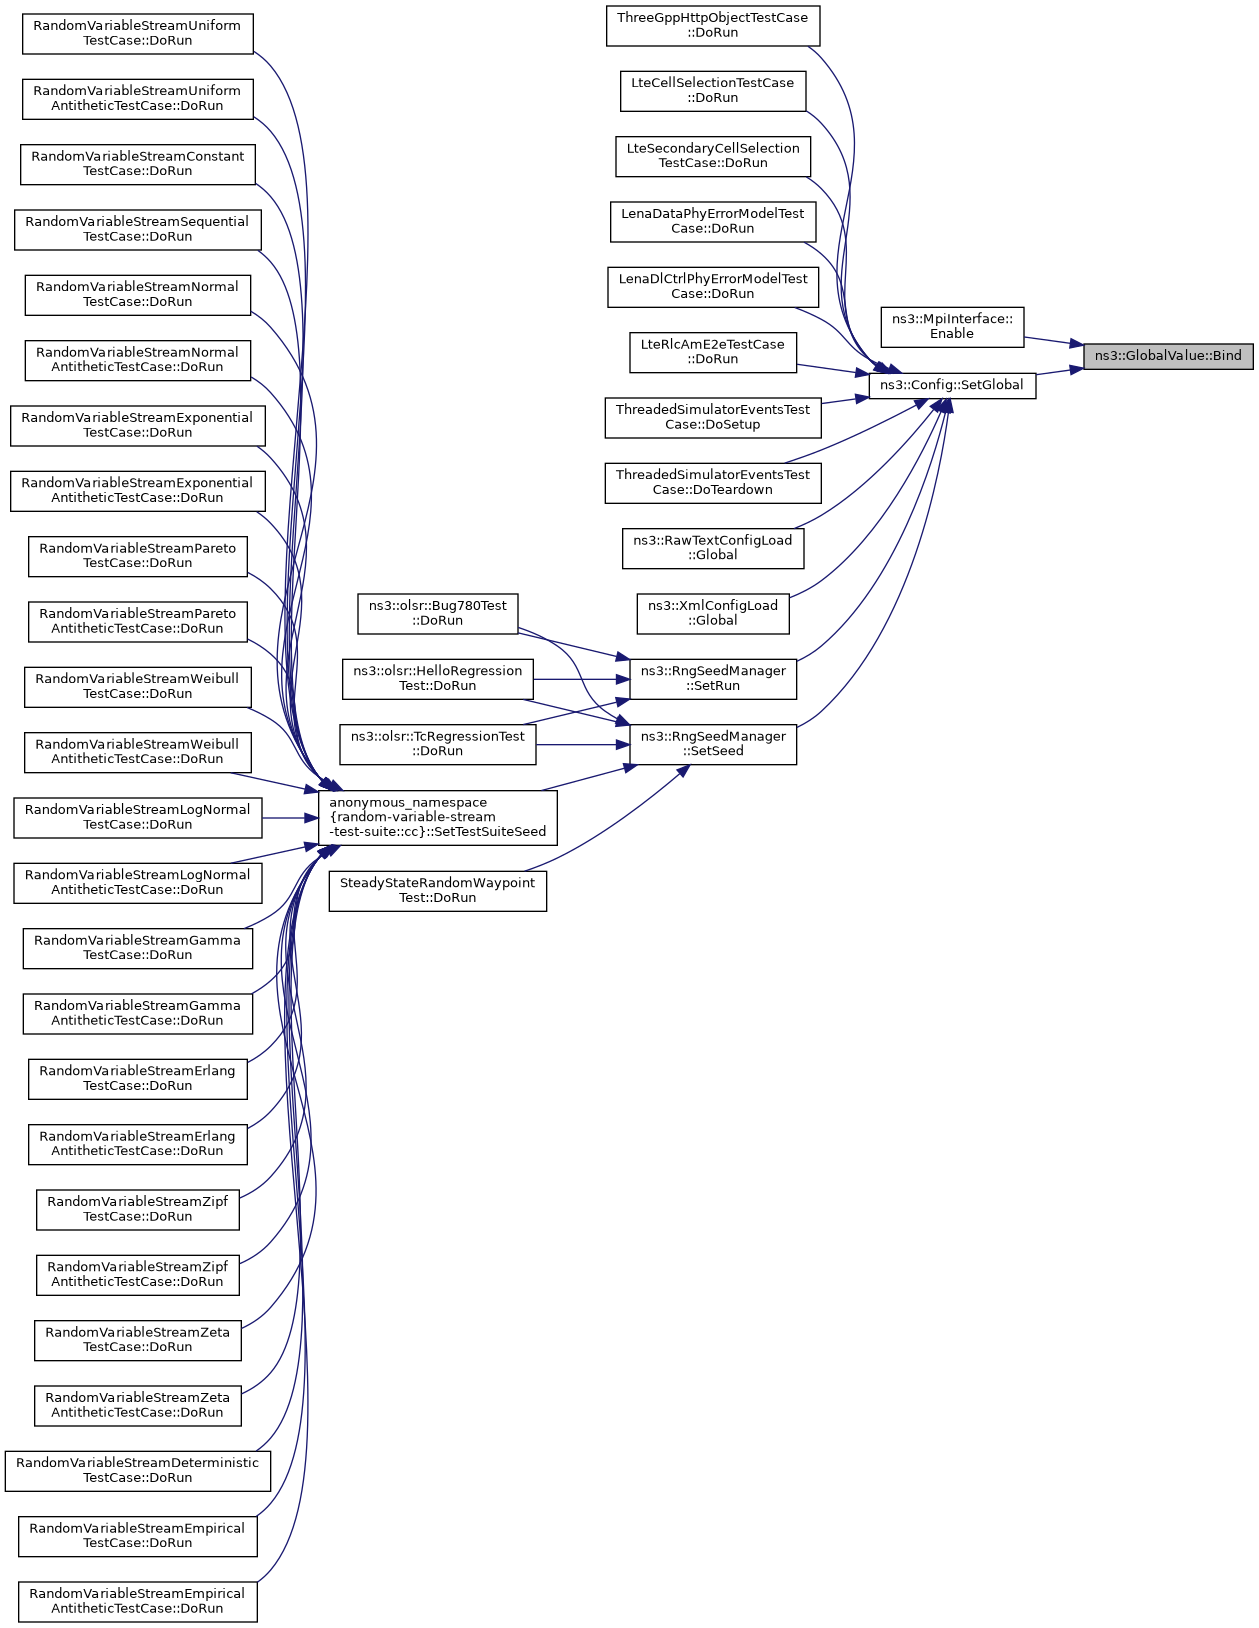 RandomVariableStreamUniform
TestCase::DoRun
RandomVariableStreamUniform
AntitheticTestCase::DoRun
RandomVariableStreamConstant
TestCase::DoRun
RandomVariableStreamSequential
TestCase::DoRun
RandomVariableStreamNormal
TestCase::DoRun
RandomVariableStreamNormal
AntitheticTestCase::DoRun
RandomVariableStreamExponential
TestCase::DoRun
RandomVariableStreamExponential
AntitheticTestCase::DoRun
RandomVariableStreamPareto
TestCase::DoRun
RandomVariableStreamPareto
AntitheticTestCase::DoRun
RandomVariableStreamWeibull
TestCase::DoRun
RandomVariableStreamWeibull
AntitheticTestCase::DoRun
RandomVariableStreamLogNormal
TestCase::DoRun
RandomVariableStreamLogNormal
AntitheticTestCase::DoRun
RandomVariableStreamGamma
TestCase::DoRun
RandomVariableStreamGamma
AntitheticTestCase::DoRun
RandomVariableStreamErlang
TestCase::DoRun
RandomVariableStreamErlang
AntitheticTestCase::DoRun
RandomVariableStreamZipf
TestCase::DoRun
RandomVariableStreamZipf
AntitheticTestCase::DoRun
RandomVariableStreamZeta
TestCase::DoRun
RandomVariableStreamZeta
AntitheticTestCase::DoRun
RandomVariableStreamDeterministic
TestCase::DoRun
RandomVariableStreamEmpirical
TestCase::DoRun
RandomVariableStreamEmpirical
AntitheticTestCase::DoRun
ns3::olsr::Bug780Test
::DoRun
ns3::olsr::HelloRegression
Test::DoRun
ns3::olsr::TcRegressionTest
::DoRun
anonymous_namespace
{random-variable-stream
-test-suite::cc}::SetTestSuiteSeed
SteadyStateRandomWaypoint
Test::DoRun
ThreeGppHttpObjectTestCase
::DoRun
LteCellSelectionTestCase
::DoRun
LteSecondaryCellSelection
TestCase::DoRun
LenaDataPhyErrorModelTest
Case::DoRun
LenaDlCtrlPhyErrorModelTest
Case::DoRun
LteRlcAmE2eTestCase
::DoRun
ThreadedSimulatorEventsTest
Case::DoSetup
ThreadedSimulatorEventsTest
Case::DoTeardown
ns3::RawTextConfigLoad
::Global
ns3::XmlConfigLoad
::Global
ns3::RngSeedManager
::SetRun
ns3::RngSeedManager
::SetSeed
ns3::MpiInterface::
Enable
ns3::Config::SetGlobal
ns3::GlobalValue::Bind